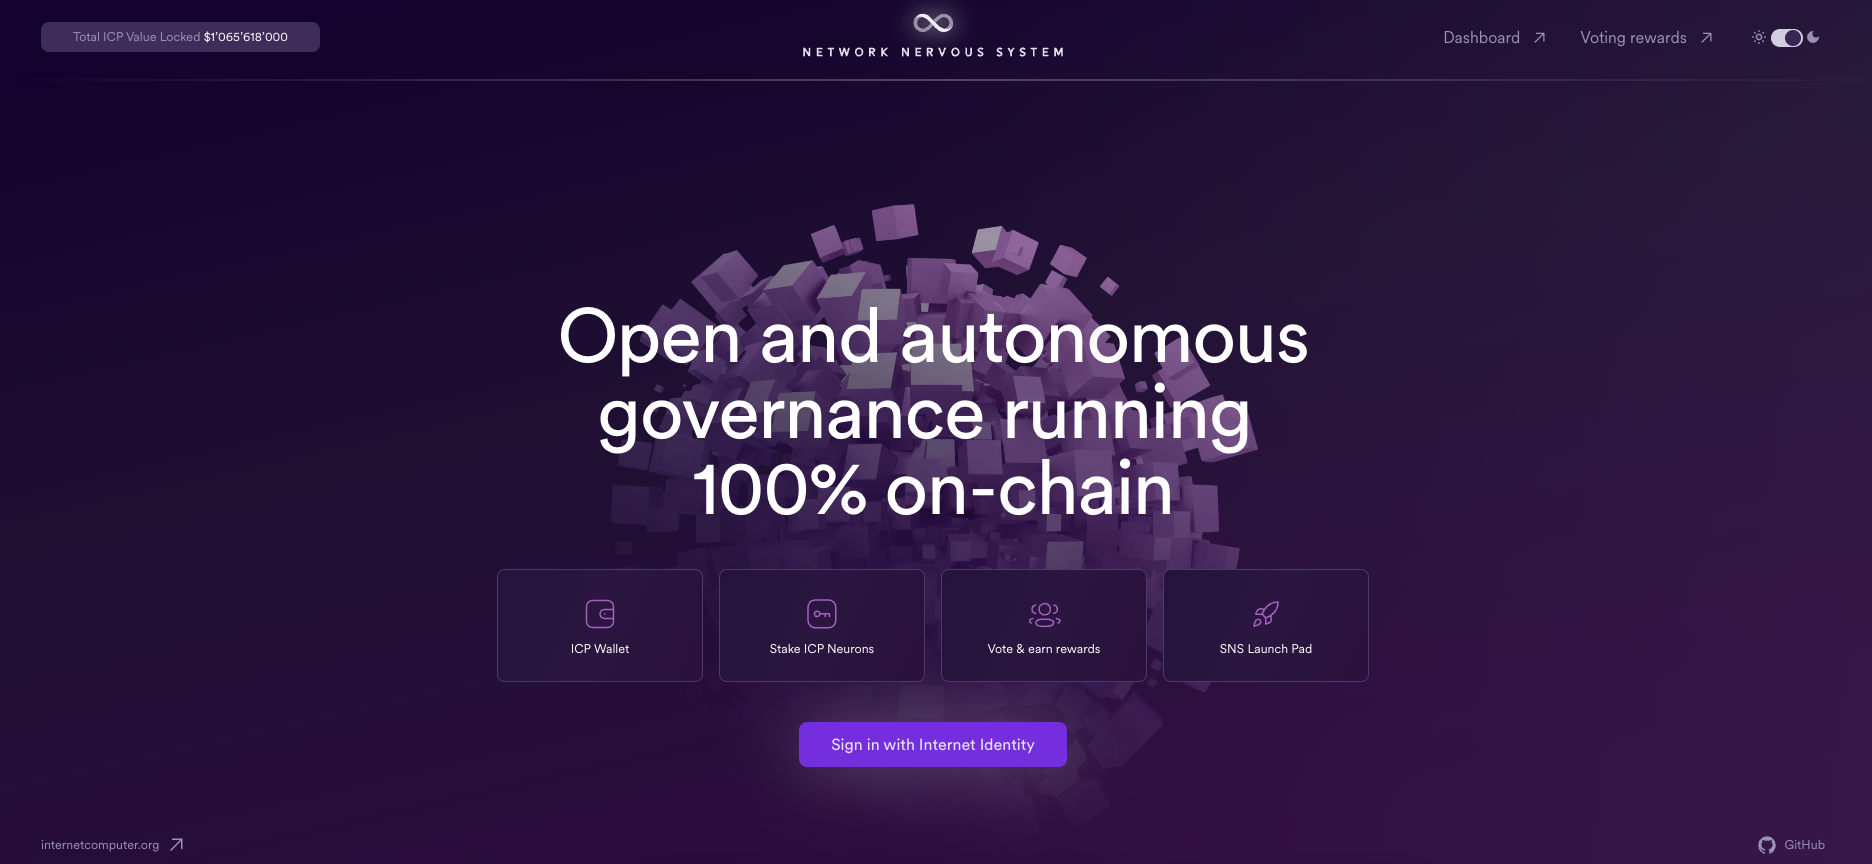 Total ICP Value Locked $1’065’618’000
NETWORK NERVOUS SYSTEM
Dashboard
Voting rewards
Open and autonomous
governance running
100% on-chain
ICP Wallet
Stake ICP Neurons
Vote & earn rewards
SNS Launch Pad
Sign in with Internet Identity
internetcomputer.org
GitHub